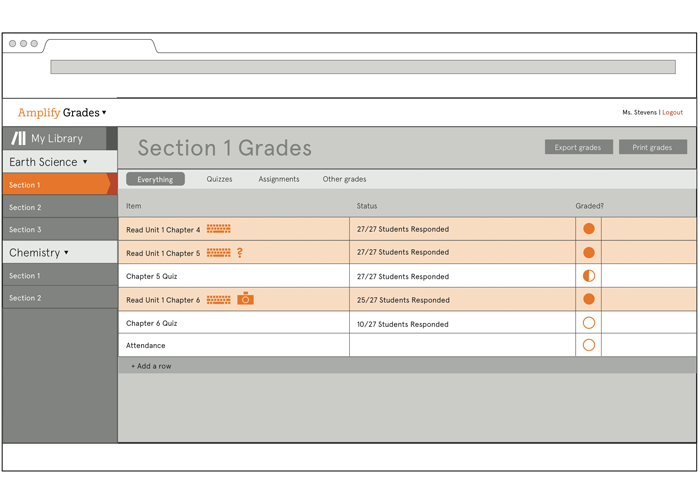 Amplify Grades
Ms. Stevens | Logout
My Library
Earth Science
Section 1
Section 2
Section 3
Chemistry
Section 1
Section 2
Section 1 Grades
Export grades
Print grades
Everything
Quizzes
Assignments
Other grades
Item Status Graded?
Read Unit 1 Chapter 4 27/27 Students Responded
Read Unit 1 Chapter 5 ? 27/27 Students Responded
Chapter 5 Quiz 27/27 Students Responded
Read Unit 1 Chapter 6 25/27 Students Responded
Chapter 6 Quiz 10/27 Students Responded
Attendance
+ Add a row